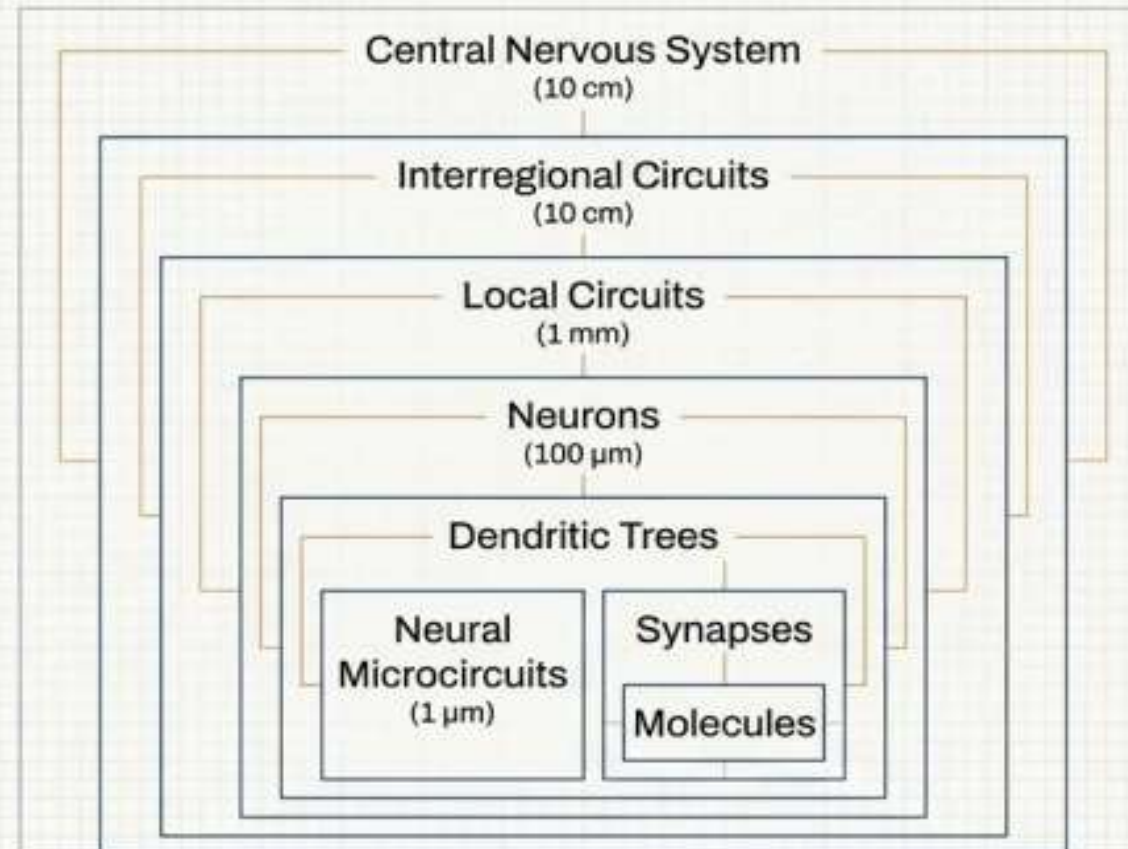 Central Nervous System
(10 cm)
Interregional Circuits
(10 cm)
Local Circuits
(1 mm)
Neurons
(100 µm)
Dendritic Trees
Neural
Microcircuits
(1 µm)
Synapses
Molecules